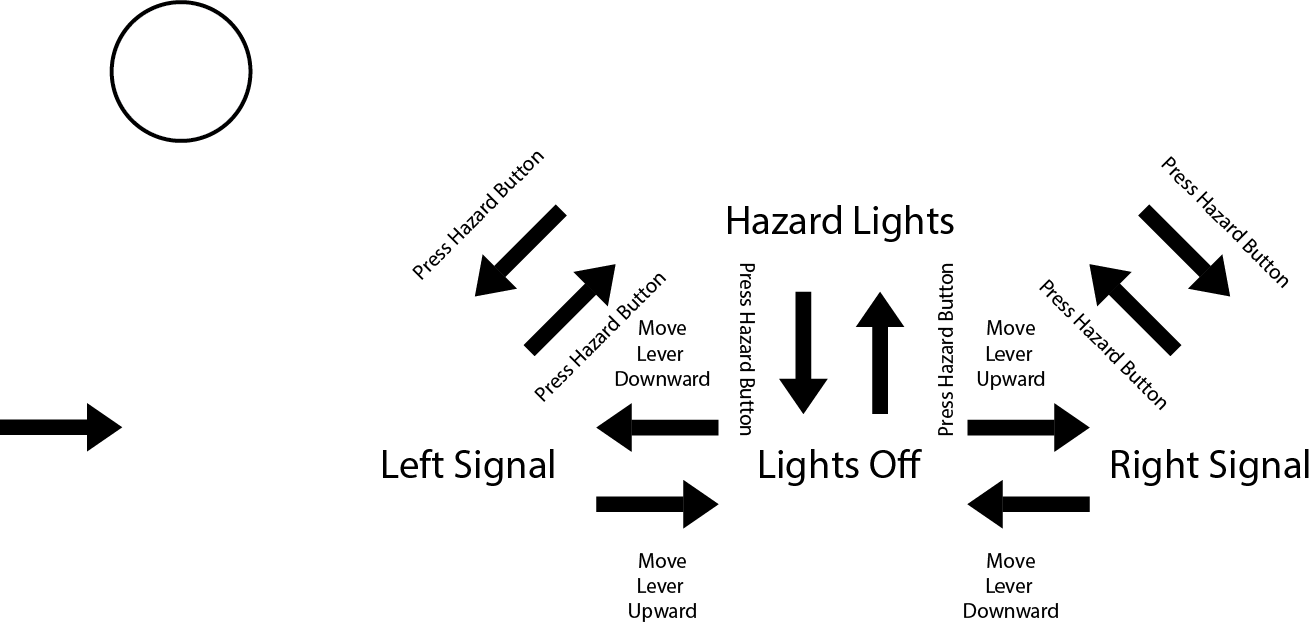 Press Hazard Button
Press Hazard Button
Hazard Lights
Press Hazard Button
Press Hazard Button
Press Hazard Button
Press Hazard Button
Move
Lever
Downward
Move
Lever
Upward
Left Signal
Lights Off
Right Signal
Move
Lever
Upward
Move
Lever
Downward